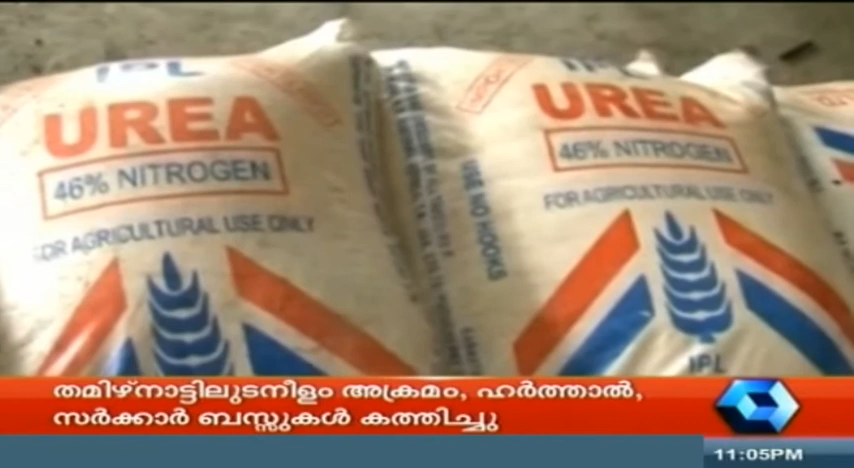 IPL
UREA
46% NITROGEN
FOR AGRICULTURAL USE ONLY
UREA
46% NITROGEN
FOR AGRICULTURAL USE ONLY
USE NO HOOKS
IPL
തമിഴ്നാട്ടിലുടനീളം അക്രമം, ഹർത്താൽ,
സർക്കാർ ബസ്സുകൾ കത്തിച്ചു
11:05PM